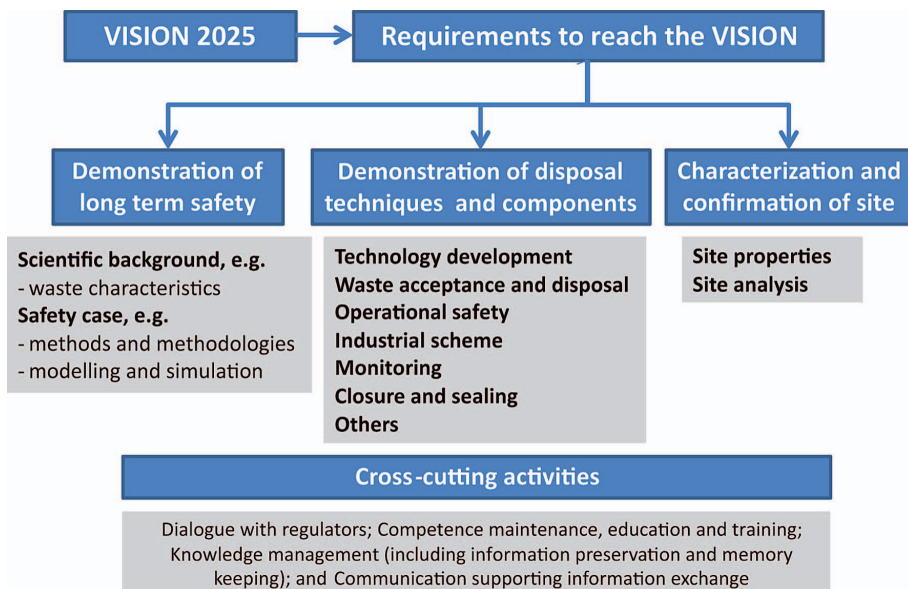 VISION 2025
Requirements to reach the VISION
Demonstration of
long term safety
Scientific background, e.g.
- waste characteristics
Safety case, e.g.
- methods and methodologies
- modelling and simulation
Demonstration of disposal
techniques and components
Technology development
Waste acceptance and disposal
Operational safety
Industrial scheme
Monitoring
Closure and sealing
Others
Characterization and
confirmation of site
Site properties
Site analysis
Cross-cutting activities
Dialogue with regulators; Competence maintenance, education and training;
Knowledge management (including information preservation and memory
keeping); and Communication supporting information exchange